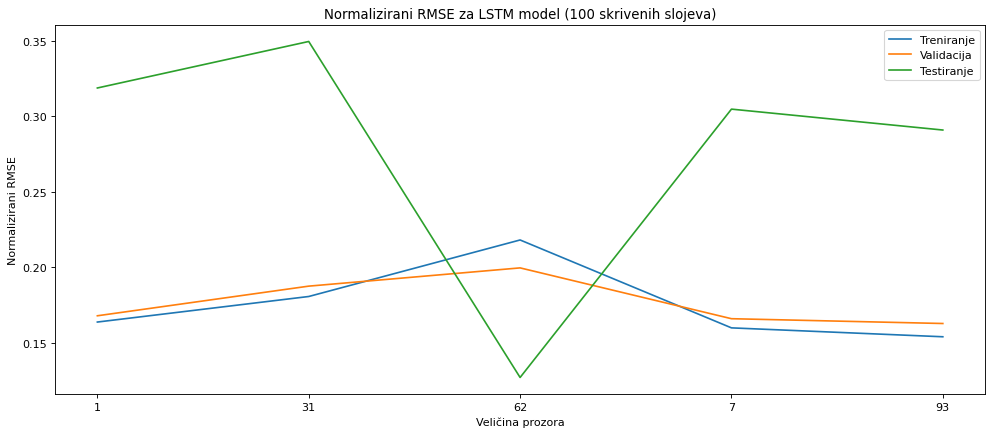 Normalizirani RMSE za LSTM model (100 skrivenih slojeva)
Treniranje
Validacija
Testiranje
Normalizirani RMSE
0.35
0.30
0.25
0.20
0.15
1 31 62 7 93
Veličina prozora